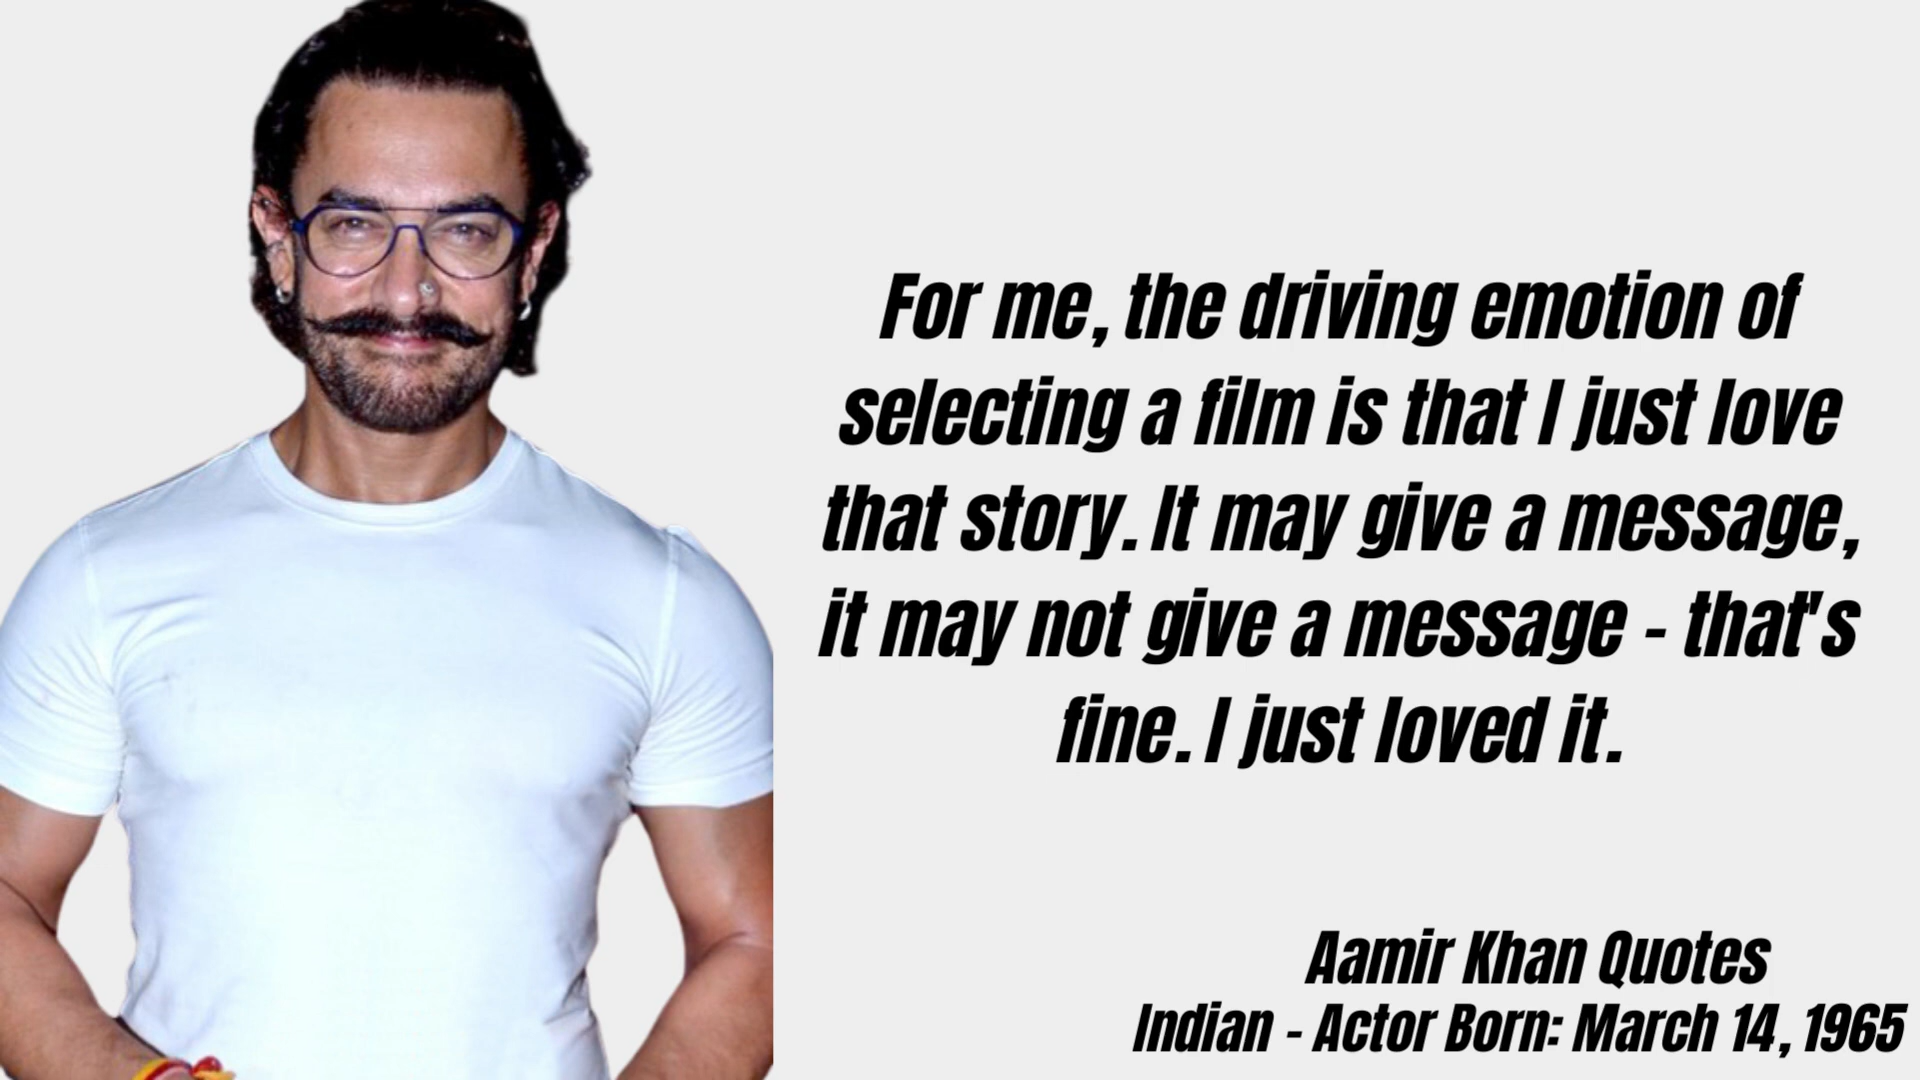 For me, the driving emotion of
selecting a film is that I just love
that story. It may give a message,
it may not give a message - that's
fine. I just loved it.
Aamir Khan Quotes
Indian - Actor Born: March 14, 1965